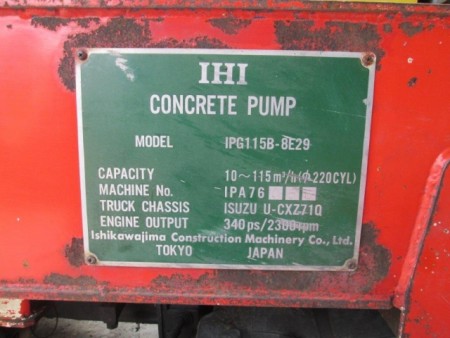 IHI
CONCRETE PUMP
MODEL IPG115B-8E29
CAPACITY 10~115m³/h(φ220CYL)
MACHINE No. IPA76
TRUCK CHASSIS ISUZU U-CXZ71Q
ENGINE OUTPUT 340ps/2300rpm
Ishikawajima Construction Machinery Co., Ltd.
TOKYO JAPAN